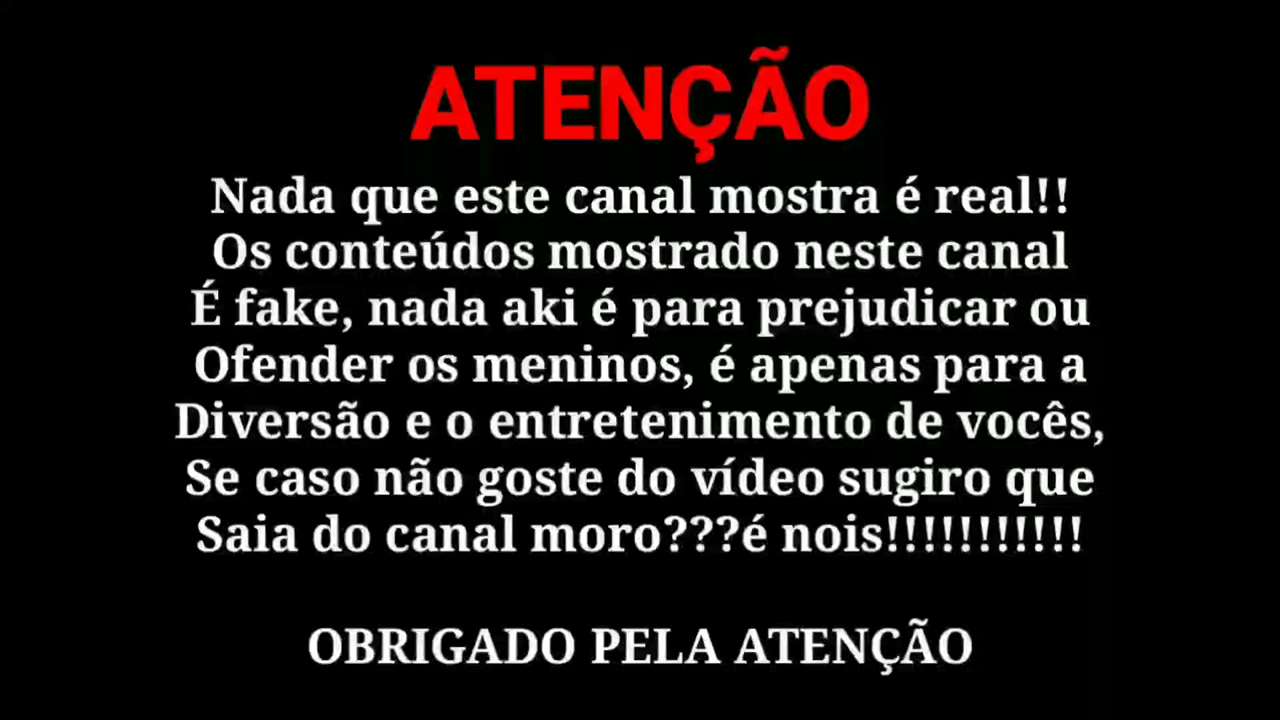 ATENÇÃO
Nada que este canal mostra é real!!
Os conteúdos mostrado neste canal
É fake, nada aki é para prejudicar ou
Ofender os meninos, é apenas para a
Diversão e o entretenimento de vocês,
Se caso não goste do vídeo sugiro que
Saia do canal moro???é nois!!!!!!!!!!!
OBRIGADO PELA ATENÇÃO